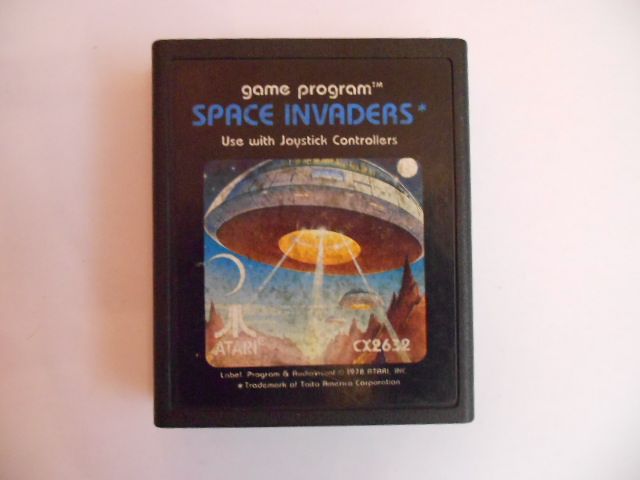 game program™
SPACE INVADERS*
Use with Joystick Controllers
ATARI®
CX2632
Label, Program & Audiovisual © 1978 ATARI, INC.
*Trademark of Taito America Corporation